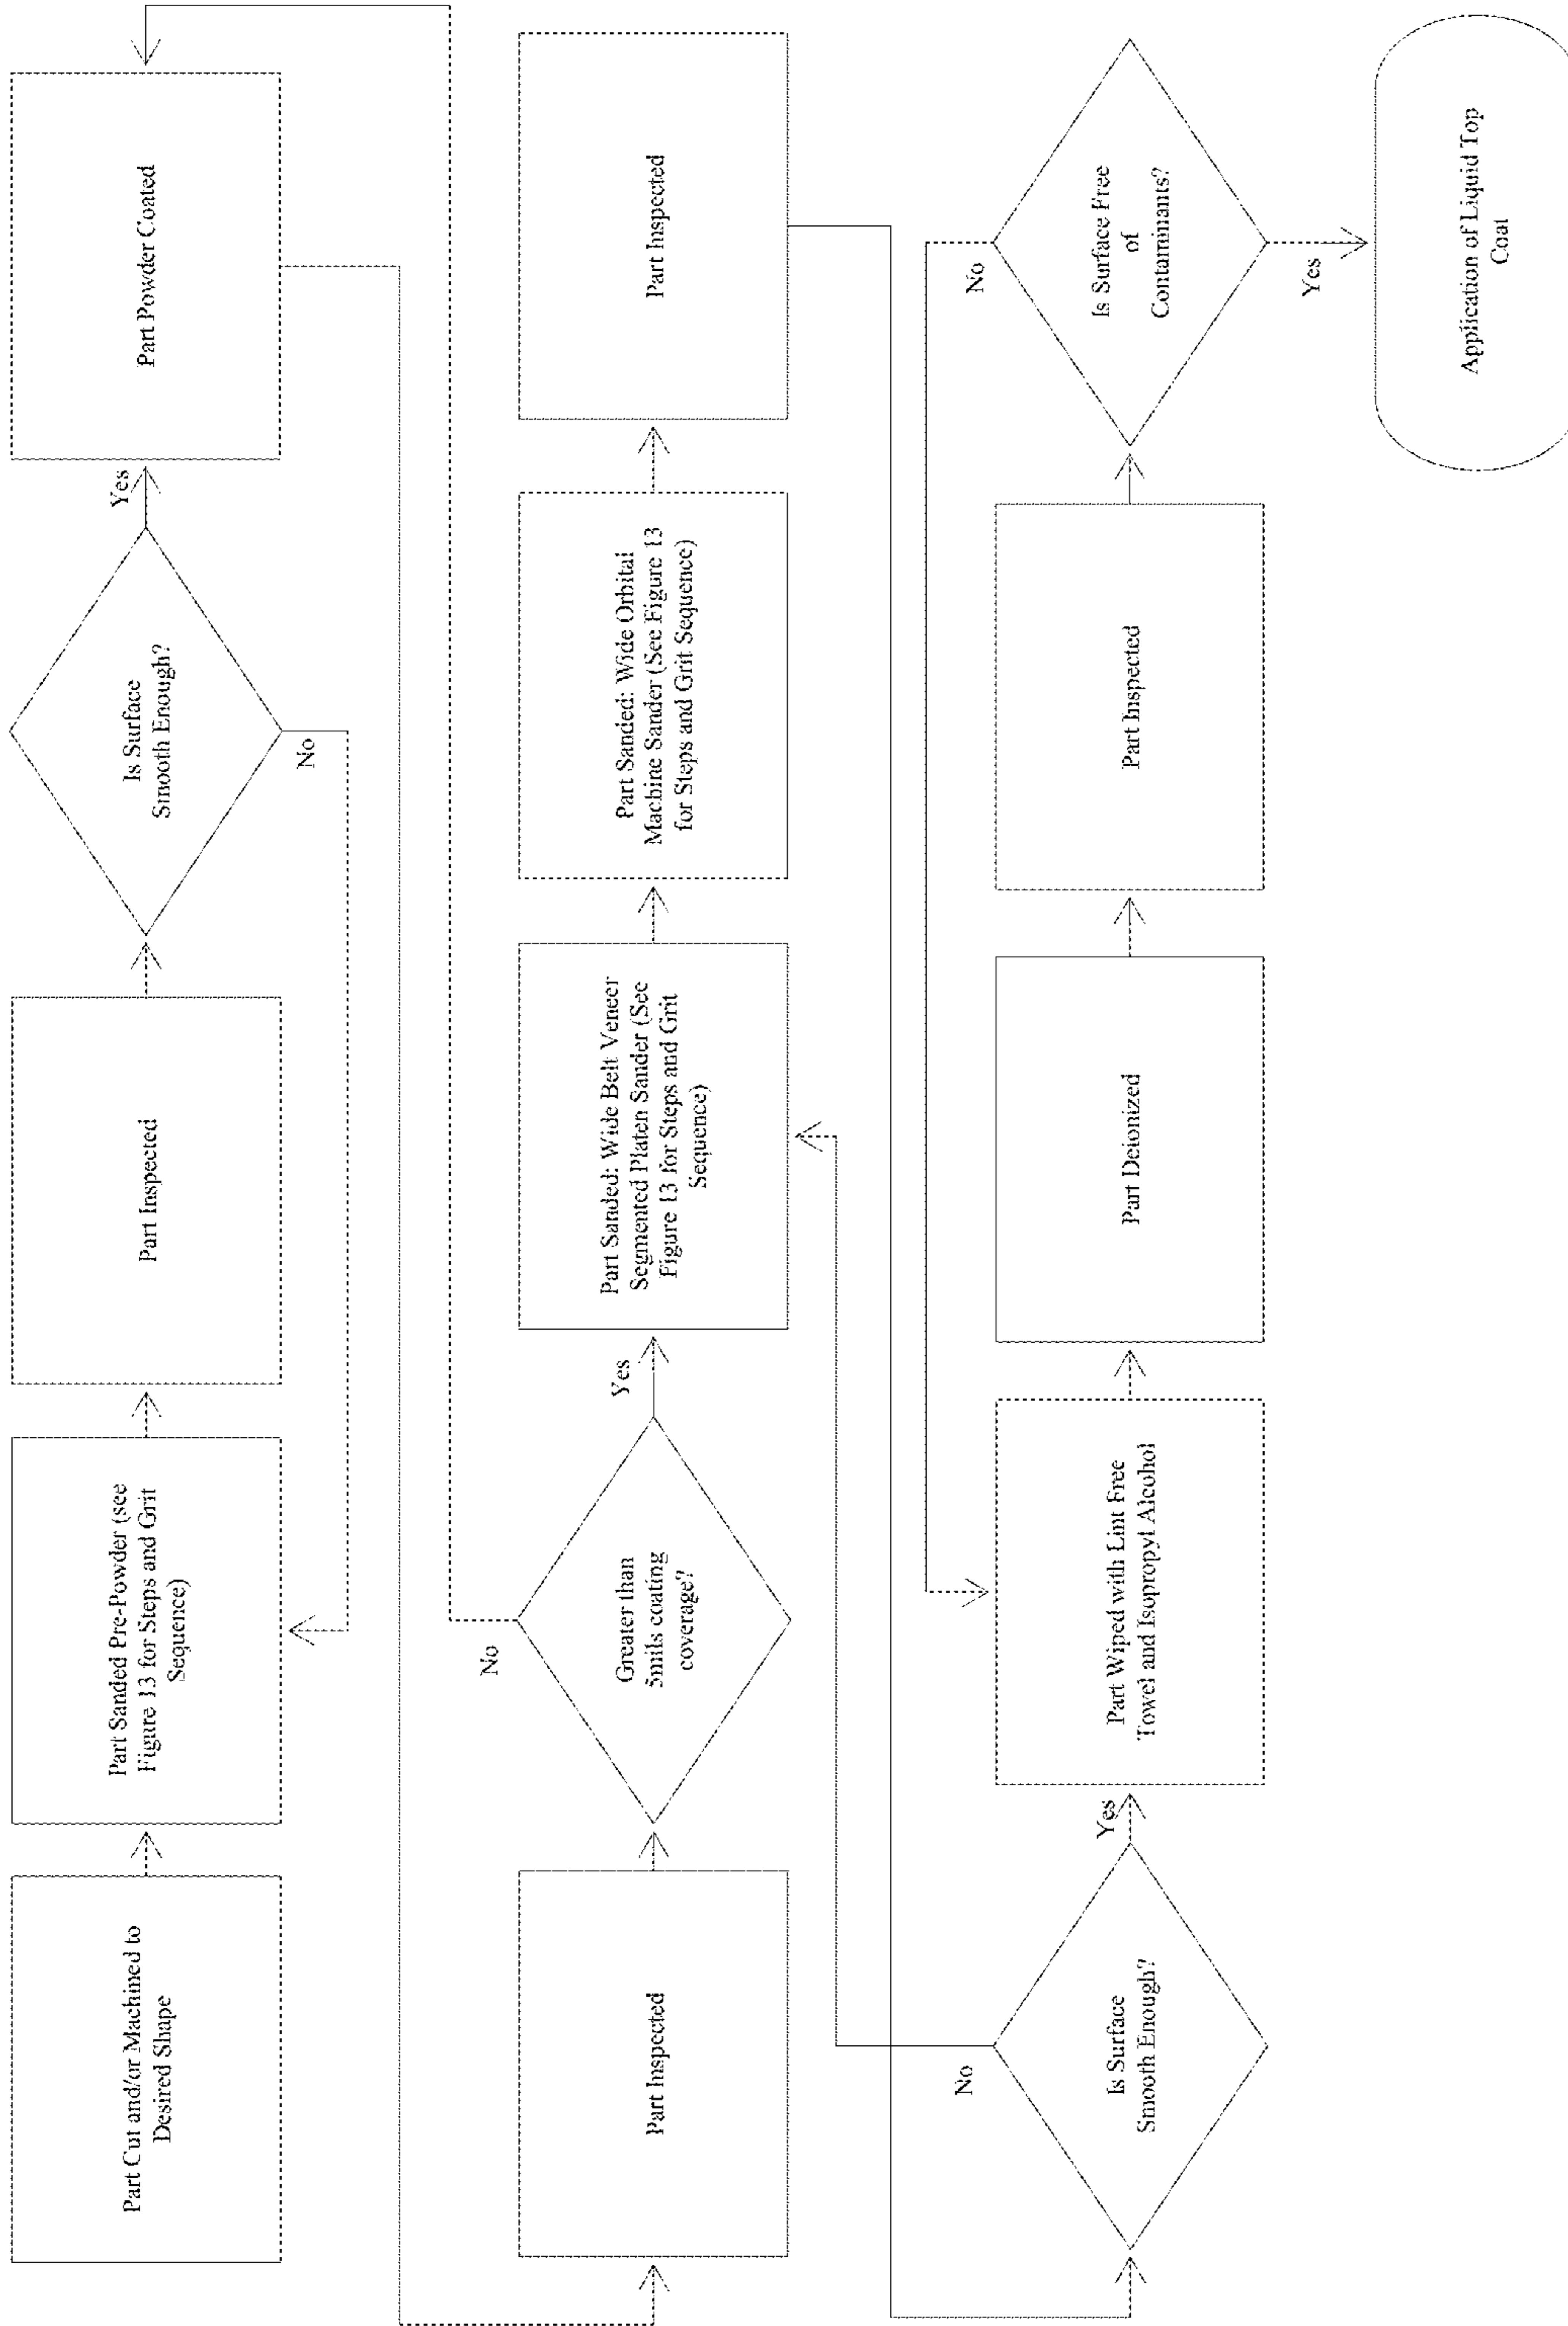 Part Cut and/or Machined to
Desired Shape
Part Sanded Pre-Powder (see
Figure 13 for Steps and Grit
Sequence)
Part Inspected
Is Surface
Smooth Enough?
Yes
No
Part Powder Coated
Part Inspected
Greater than
5mils coating
coverage?
No
Yes
Part Sanded: Wide Belt Veneer
Segmented Platen Sander (See
Figure 13 for Steps and Grit
Sequence)
Part Sanded: Wide Orbital
Machine Sander (See Figure 13
for Steps and Grit Sequence)
Part Inspected
Is Surface
Smooth Enough?
No
Yes
Part Wiped with Lint Free
Towel and Isopropyl Alcohol
Part Deionized
Part Inspected
Is Surface Free
of
Contaminants?
No
Yes
Application of Liquid Top
Coat